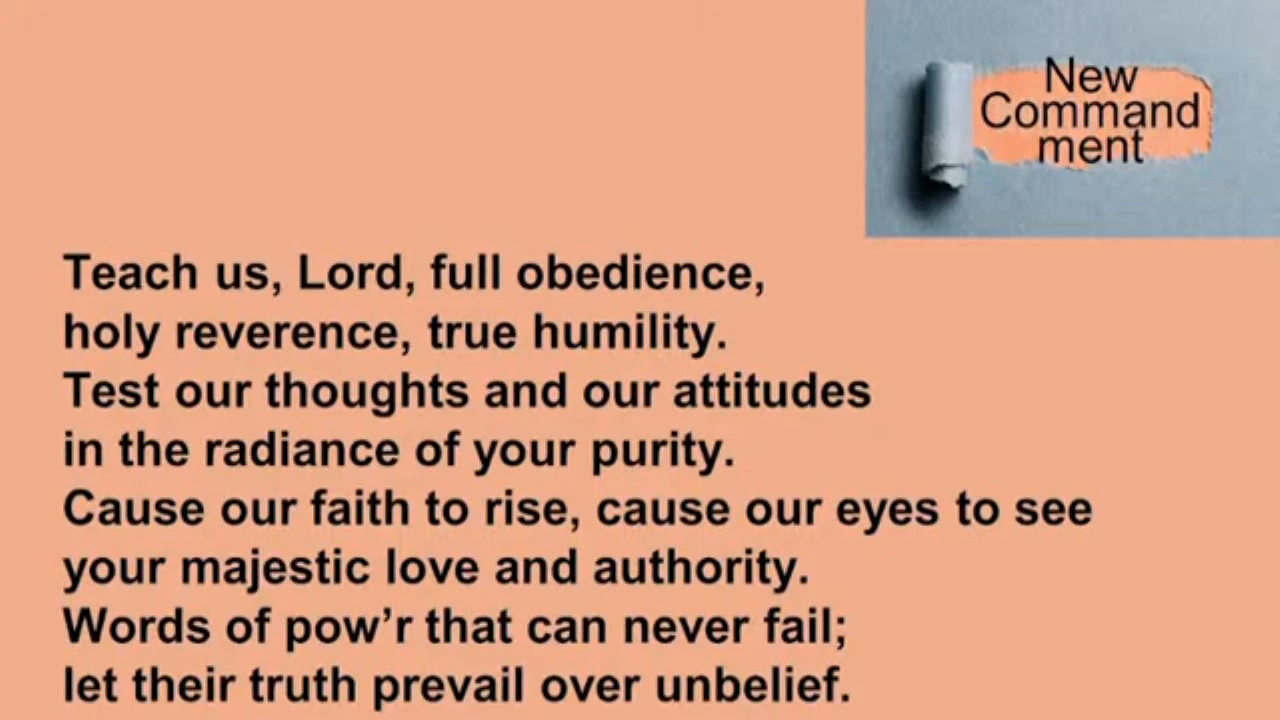 New
Command
ment
Teach us, Lord, full obedience,
holy reverence, true humility.
Test our thoughts and our attitudes
in the radiance of your purity.
Cause our faith to rise, cause our eyes to see
your majestic love and authority.
Words of pow’r that can never fail;
let their truth prevail over unbelief.